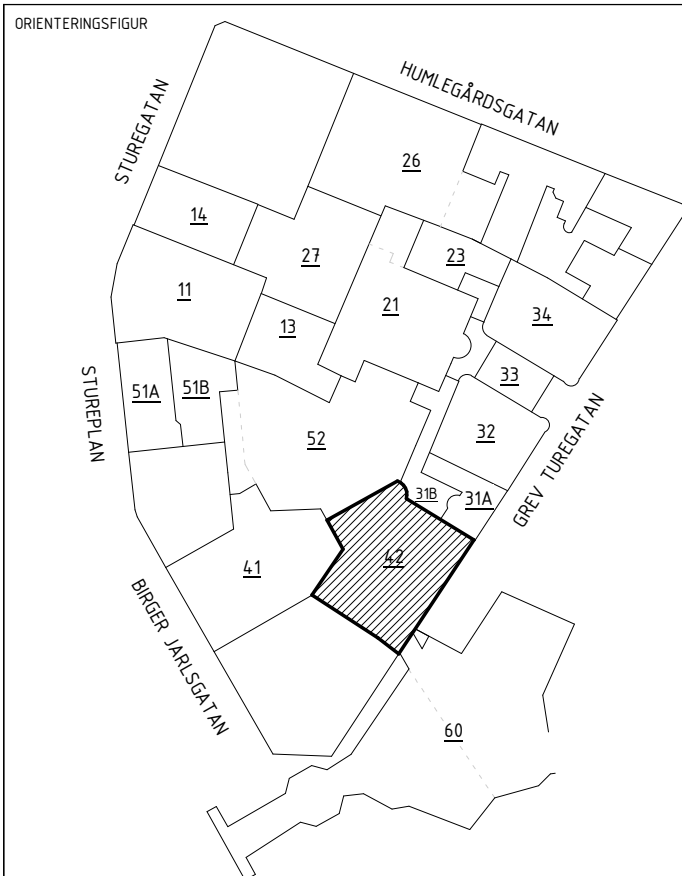 ORIENTERINGSFIGUR
HUMLEGÅRDSGATAN
STUREGATAN
26
14
27
23
11
21
34
13
33
51A
51B
STUREPLAN
52
32
GREV TUREGATAN
31B
31A
42
41
BIRGER JARLSGATAN
60